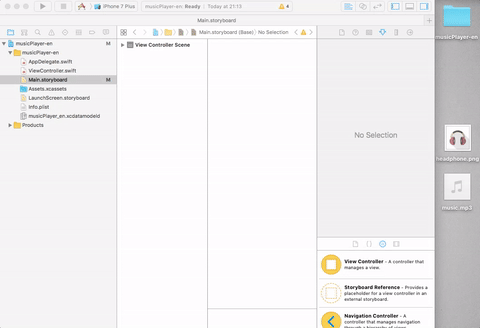 iPhone 7 Plus
musicPlayer-en: Ready
Today at 21:13
4
Main.storyboard
Main.storyboard (Base)
No Selection
musicPlayer-en
M
musicPlayer-en
AppDelegate.swift
ViewController.swift
Main.storyboard
M
Assets.xcassets
LaunchScreen.storyboard
Info.plist
musicPlayer_en.xcdatamodeld
Products
View Controller Scene
No Selection
View Controller - A controller that
manages a view.
Storyboard Reference - Provides a
placeholder for a view controller in an
external storyboard.
Navigation Controller - A
controller that manages navigation
through a hierarchy of views.
musicPlayer-en
headphone.png
music.mp3